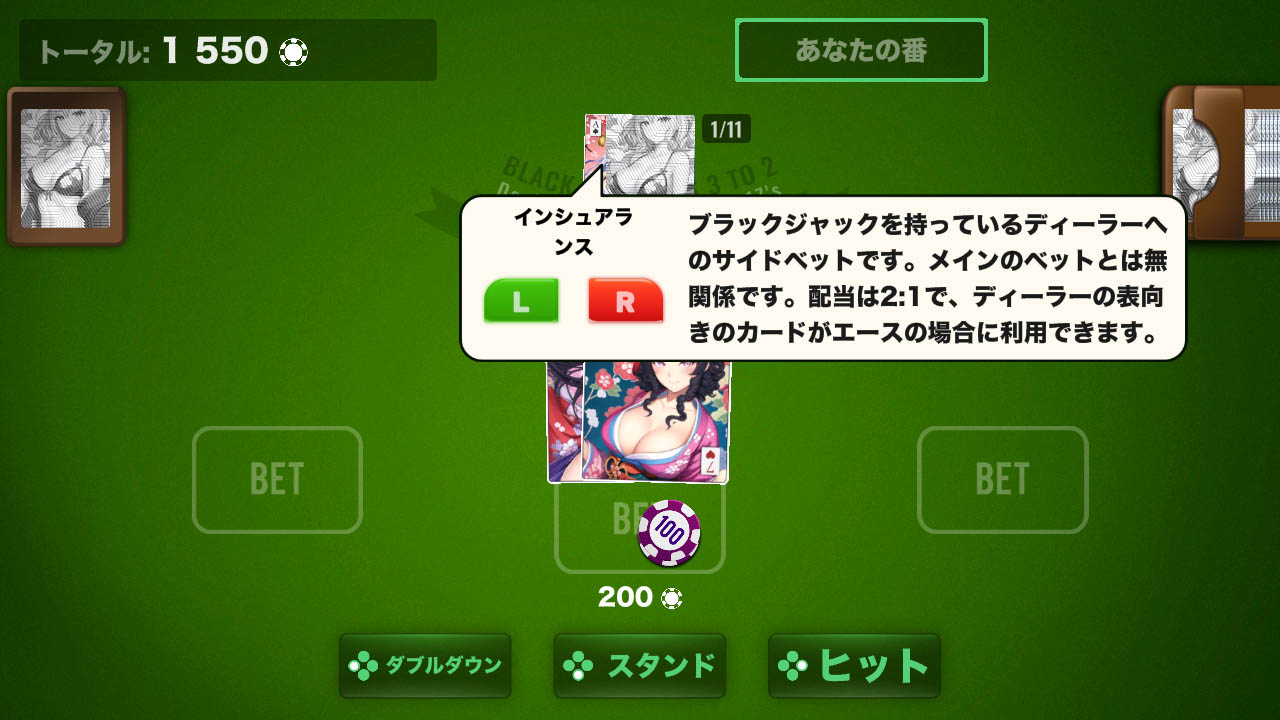 トータル: 1 550
あなたの番
A
1/11
BLACK
3 TO 2
インシュアラ
ンス
L
R
ブラックジャックを持っているディーラーへ
のサイドベットです。メインのベットとは無
関係です。配当は2:1で、ディーラーの表向
きのカードがエースの場合に利用できます。
7
BET
BET
BE
100
200
ダブルダウン
スタンド
ヒット